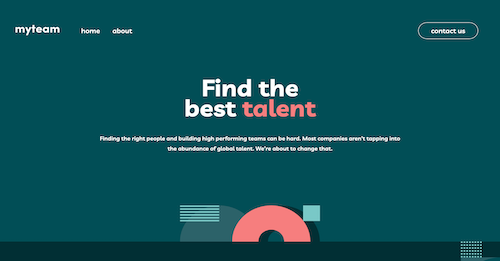 myteam
home
about
contact us
Find the
best talent
Finding the right people and building high performing teams can be hard. Most companies aren't tapping into
the abundance of global talent. We're about to change that.